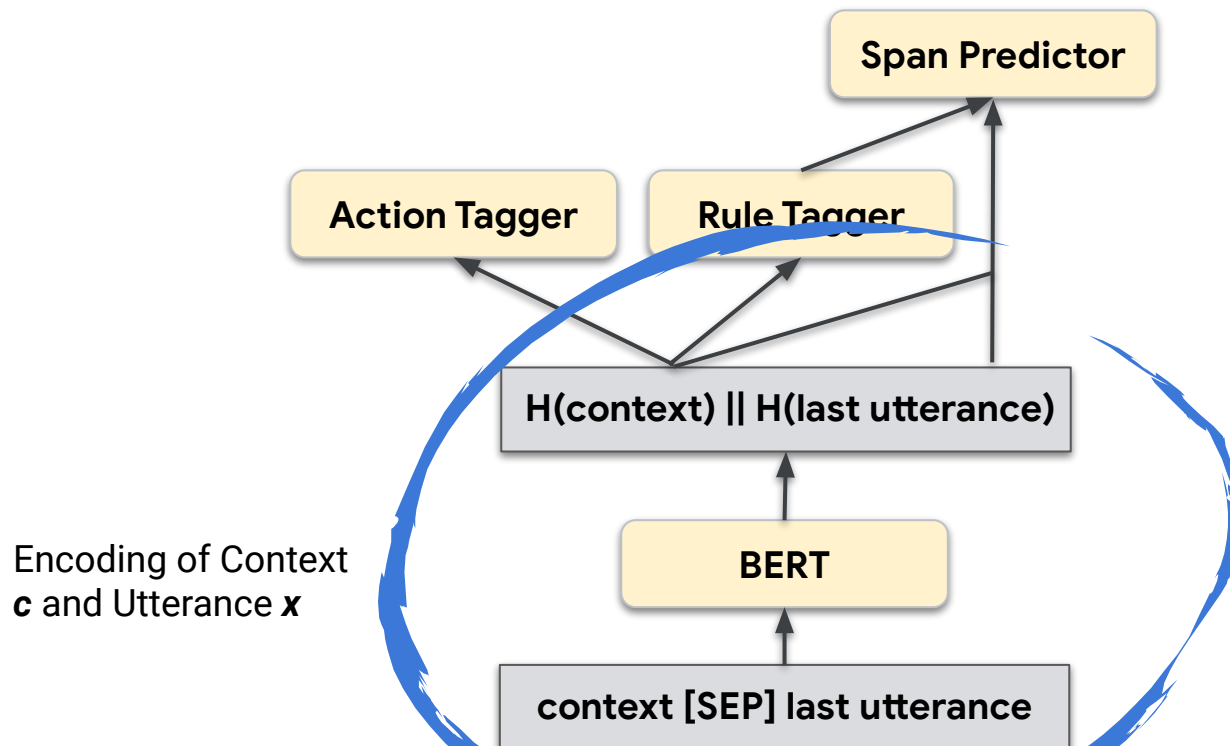 Span Predictor
Action Tagger
Rule Tagger
H(context) || H(last utterance)
BERT
Encoding of Context
c and Utterance x
context [SEP] last utterance